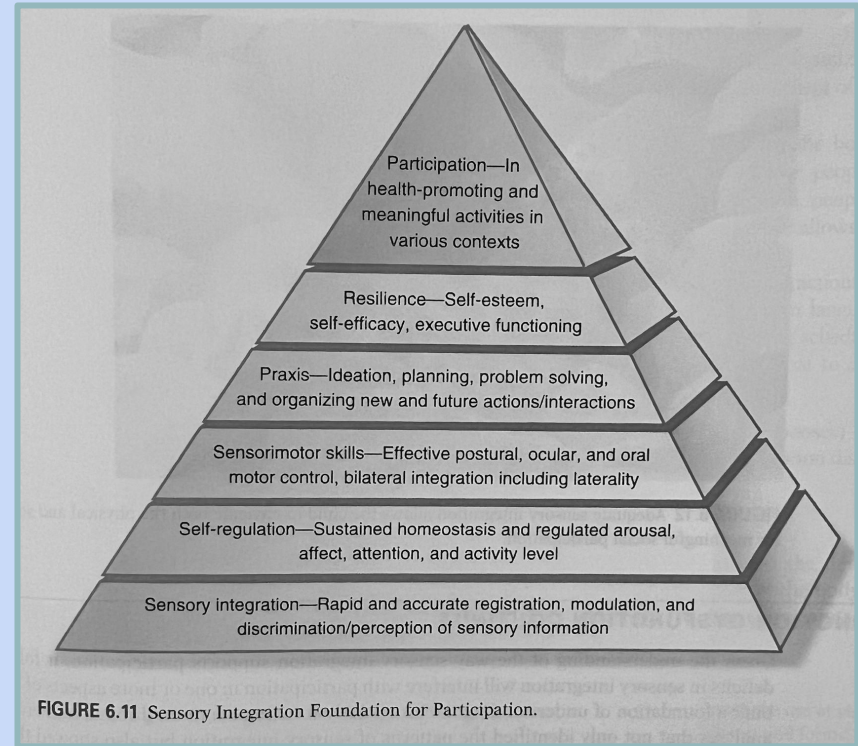 Participation—In
health-promoting and
meaningful activities in
various contexts
Resilience—Self-esteem,
self-efficacy, executive functioning
Praxis—Ideation, planning, problem solving,
and organizing new and future actions/interactions
Sensorimotor skills—Effective postural, ocular, and oral
motor control, bilateral integration including laterality
Self-regulation—Sustained homeostasis and regulated arousal,
affect, attention, and activity level
Sensory integration—Rapid and accurate registration, modulation, and
discrimination/perception of sensory information
FIGURE 6.11 Sensory Integration Foundation for Participation.